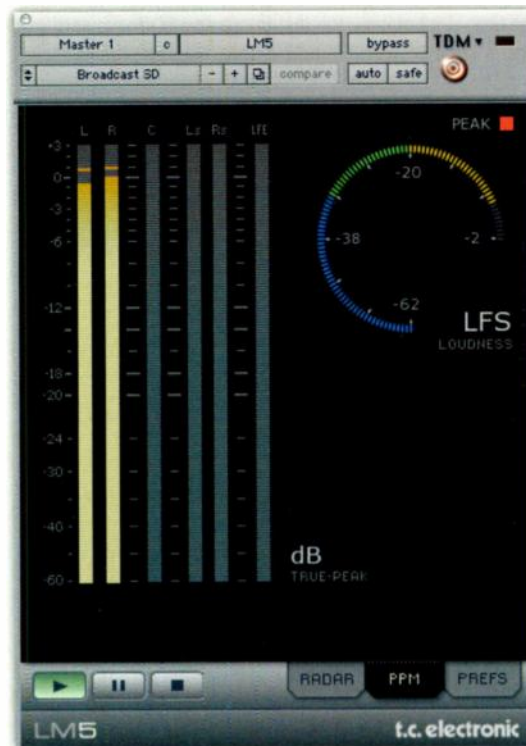 Master 1 c LM5 bypass TDM
Broadcast SD - + compare auto safe
PEAK
L R C Ls Rs LFE
+3
0
-3
-6
-12
-18
-20
-24
-30
-40
-60
-20
-38 -2
-62
LFS
LOUDNESS
dB
TRUE-PEAK
RADAR PPM PREFS
LM5 t.c. electronic